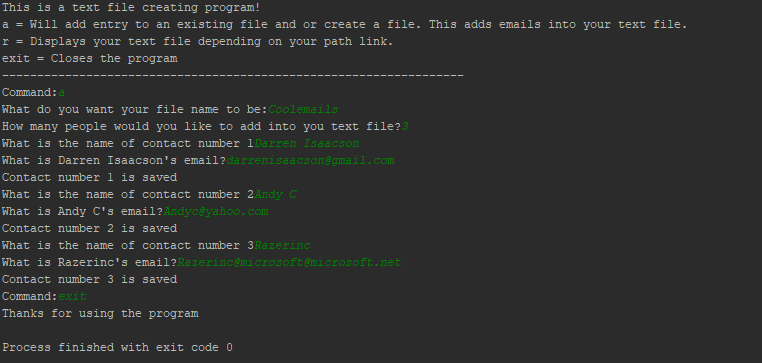 This is a text file creating program!
a = Will add entry to an existing file and or create a file. This adds emails into your text file.
r = Displays your text file depending on your path link.
exit = Closes the program
------------------------------------------------------------------
Command:a
What do you want your file name to be:Coolemails
How many people would you like to add into you text file?3
What is the name of contact number 1Darren Isaacson
What is Darren Isaacson's email?darrenisaacson@gmail.com
Contact number 1 is saved
What is the name of contact number 2Andy C
What is Andy C's email?Andyc@yahoo.com
Contact number 2 is saved
What is the name of contact number 3Razerinc
What is Razerinc's email?Razerinc@microsoft@microsoft.net
Contact number 3 is saved
Command:exit
Thanks for using the program
Process finished with exit code 0